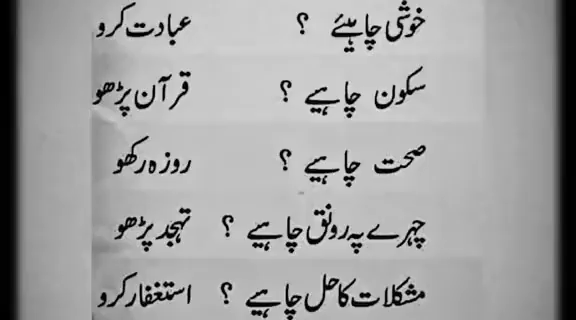 خوشی چاہئیے ؟ عبادت کرو
سکون چاہیے ؟ قرآن پڑھو
صحت چاہیے ؟ روزہ رکھو
چہرے پہ رونق چاہیے ؟ تہجد پڑھو
مشکلات کا حل چاہیے ؟ استغفار کرو